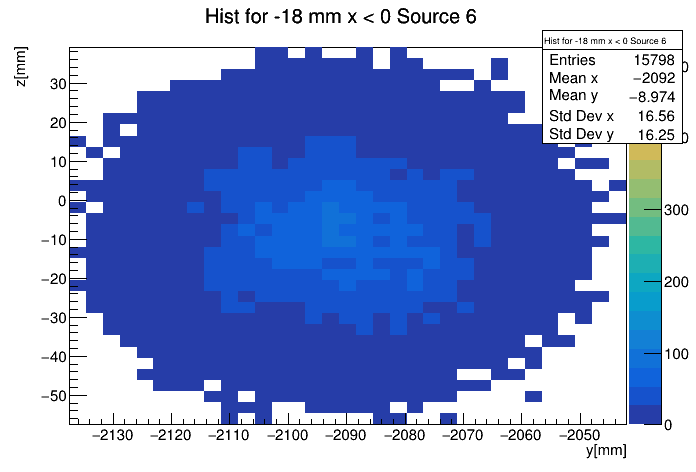 Hist for -18 mm x < 0 Source 6
Hist for -18 mm x < 0 Source 6
Entries 15798
Mean x −2092
Mean y −8.974
Std Dev x 16.56
Std Dev y 16.25
z[mm]
30
20
10
0
−10
−20
−30
−40
−50
−2130 −2120 −2110 −2100 −2090 −2080 −2070 −2060 −2050
y[mm]
300
200
100
0